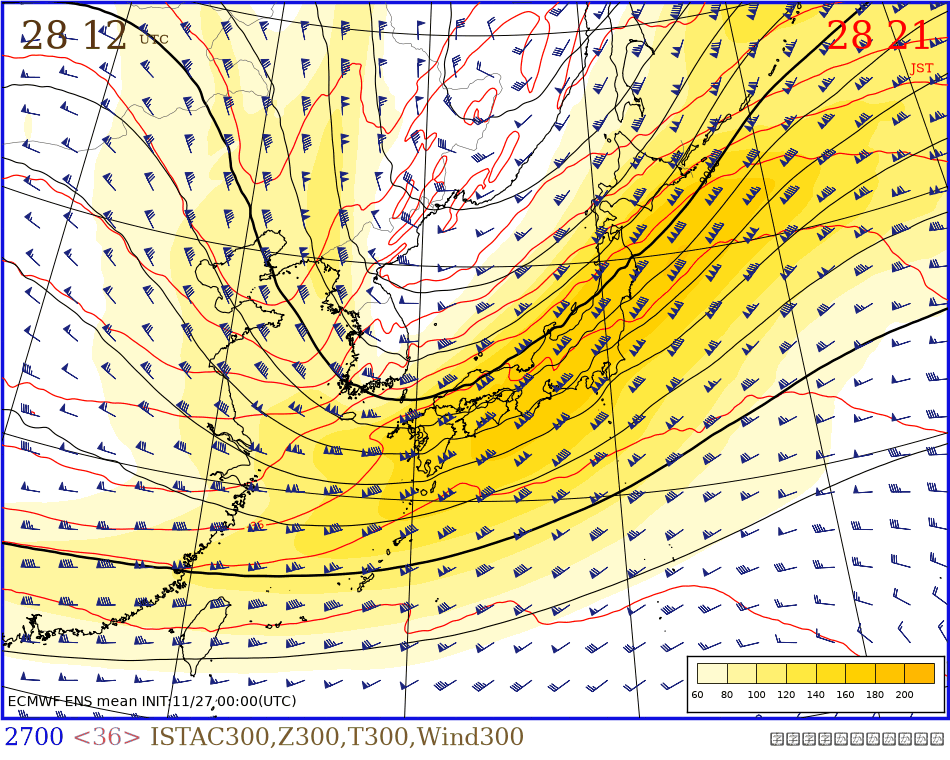 28 12 UTC
28 21
JST
-36
60 80 100 120 140 160 180 200
ECMWF ENS mean INIT:11/27 00:00(UTC)
2700 <36> ISTAC300,Z300,T300,Wind300